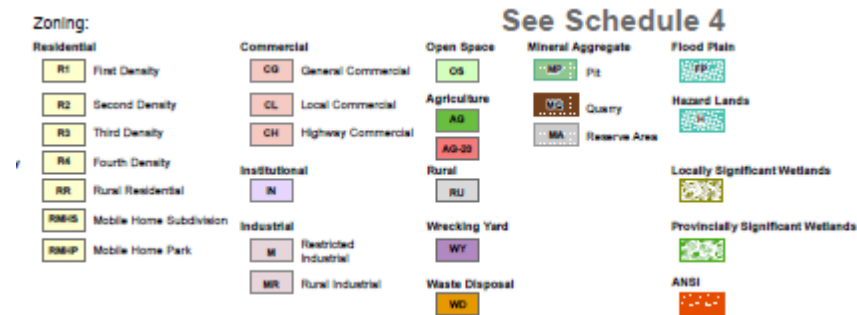 See Schedule 4
Zoning:
Residential
R1 First Density
R2 Second Density
R3 Third Density
R4 Fourth Density
RR Rural Residential
RMHS Mobile Home Subdivision
RMHP Mobile Home Park
Commercial
CG General Commercial
CL Local Commercial
CH Highway Commercial
Institutional
IN
Industrial
M Restricted
Industrial
MR Rural Industrial
Open Space
OS
Agriculture
AG
AG-20
Rural
RU
Wrecking Yard
WY
Waste Disposal
WD
Mineral Aggregate
MP Pit
MQ Quarry
MA Reserve Area
Flood Plain
FP
Hazard Lands
H
Locally Significant Wetlands
Provincially Significant Wetlands
ANSI